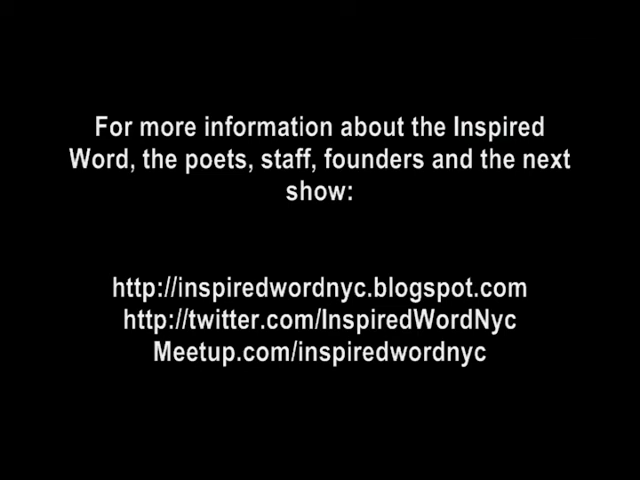 For more information about the Inspired
Word, the poets, staff, founders and the next
show:
http://inspiredwordnyc.blogspot.com
http://twitter.com/InspiredWordNyc
Meetup.com/inspiredwordnyc